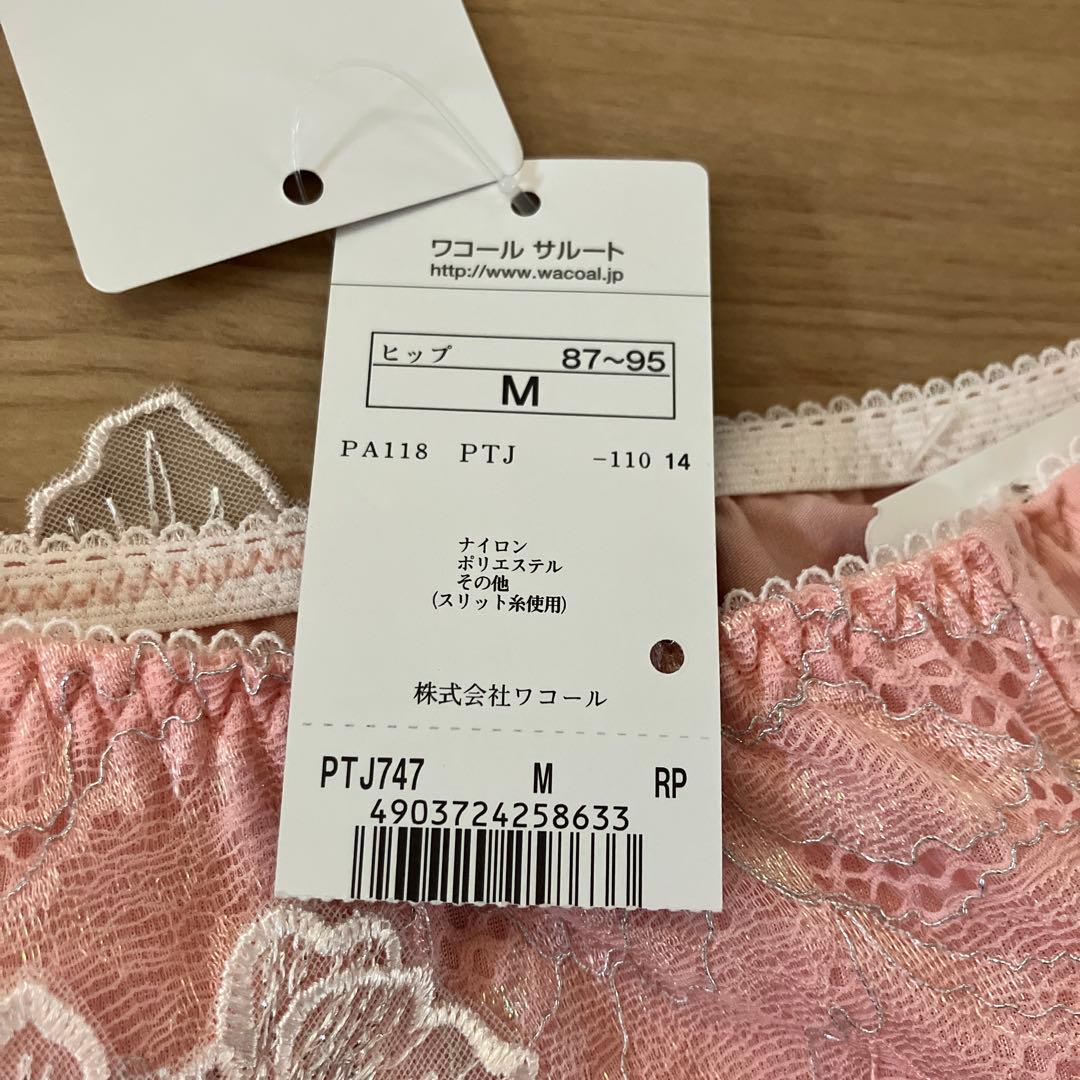 ワコール サルート
http://www.wacoal.jp
ヒップ 87~95
M
PA118 PTJ -110 14
ナイロン
ポリエステル
その他
(スリット糸使用)
株式会社ワコール
PTJ747 M RP
4903724258633